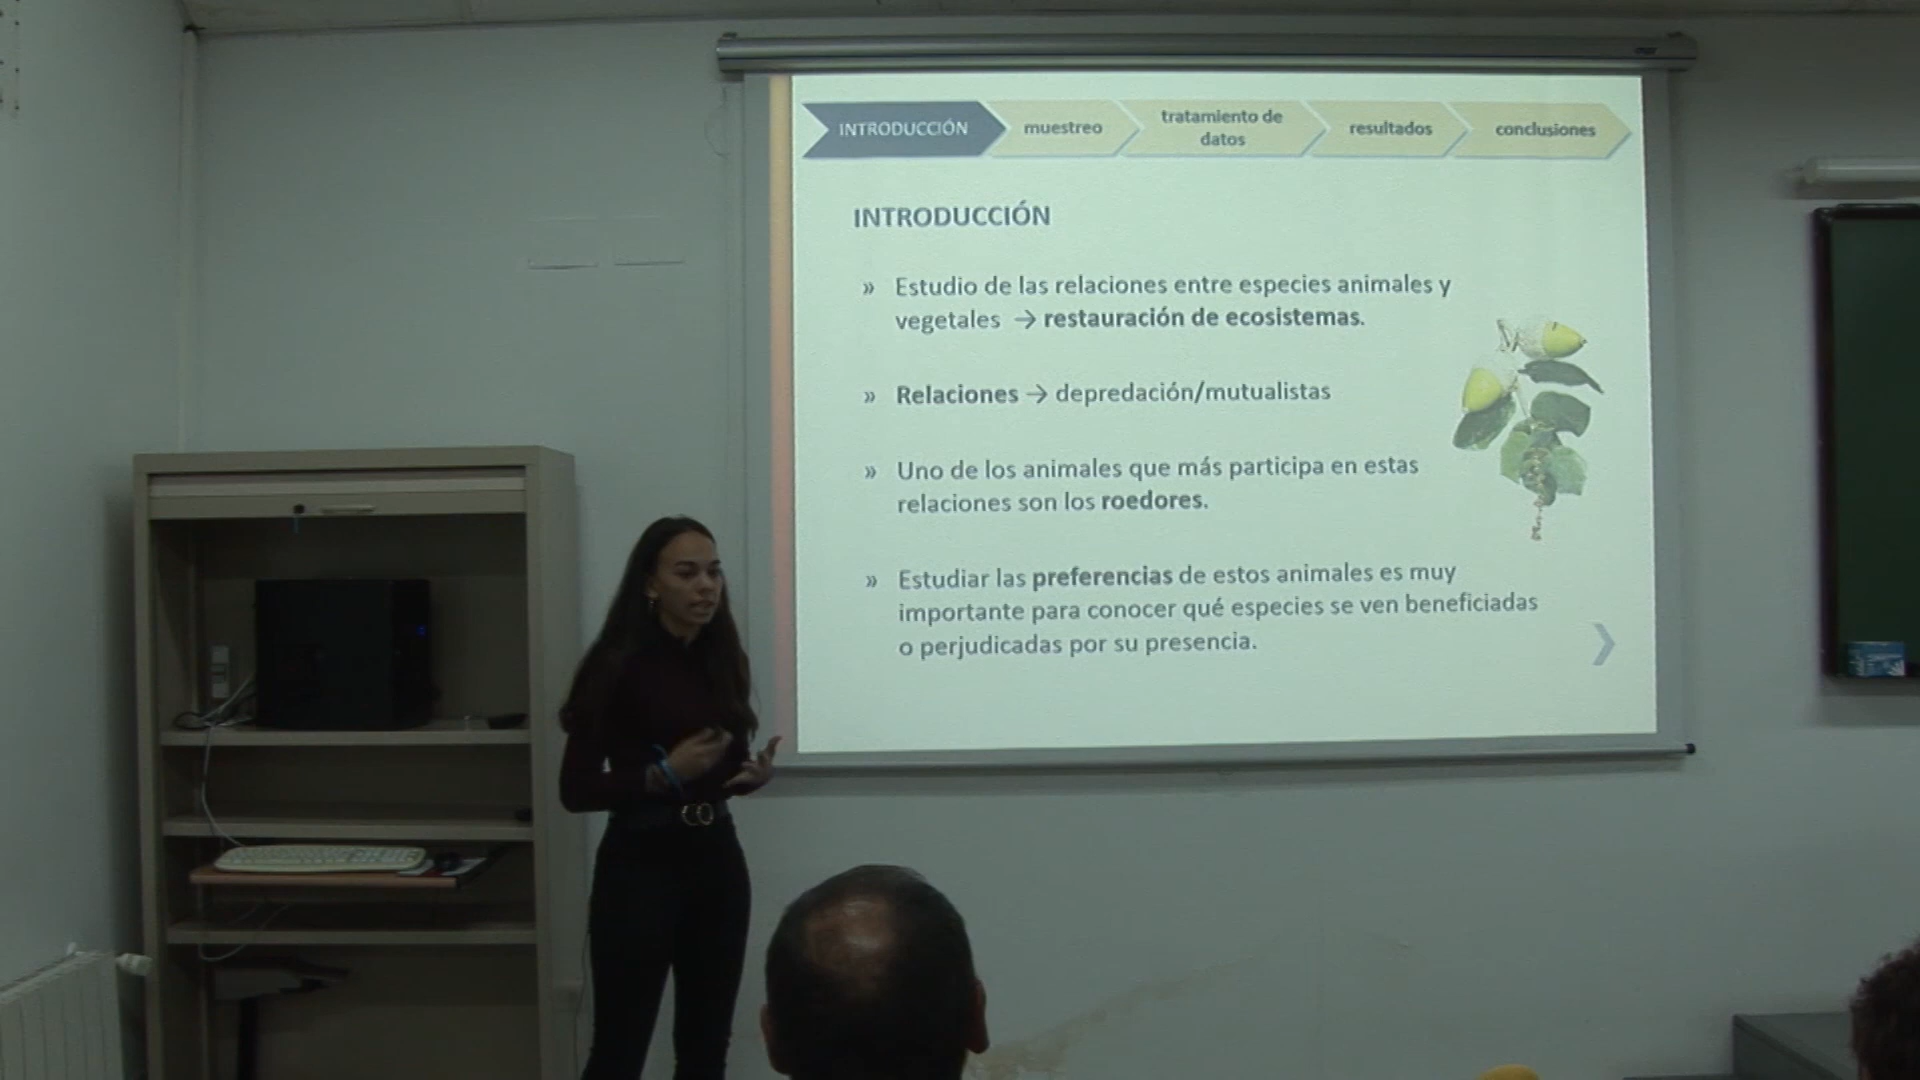 INTRODUCCIÓN
muestreo
tratamiento de
datos
resultados
conclusiones
INTRODUCCIÓN
» Estudio de las relaciones entre especies animales y
vegetales → restauración de ecosistemas.
» Relaciones → depredación/mutualistas
» Uno de los animales que más participa en estas
relaciones son los roedores.
» Estudiar las preferencias de estos animales es muy
importante para conocer qué especies se ven beneficiadas
o perjudicadas por su presencia.